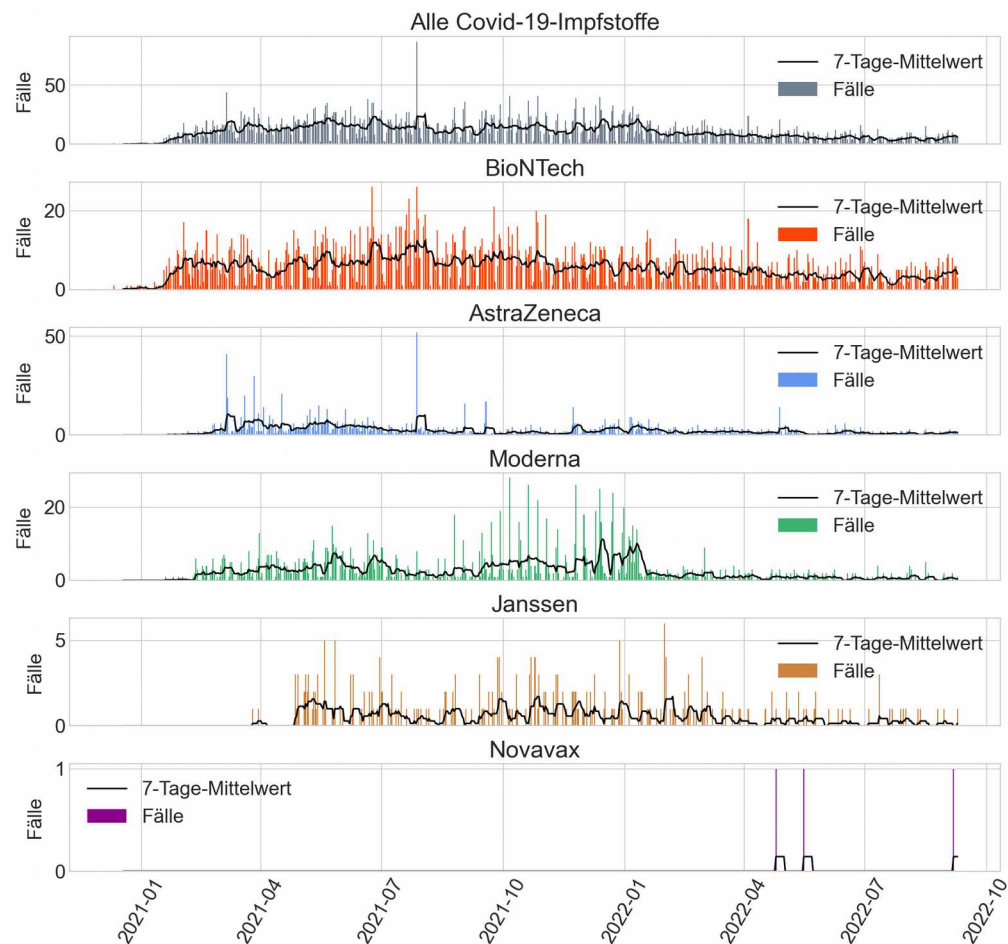 Alle Covid-19-Impfstoffe
Fälle
50
0
7-Tage-Mittelwert
Fälle
BioNTech
Fälle
20
0
7-Tage-Mittelwert
Fälle
AstraZeneca
Fälle
50
0
7-Tage-Mittelwert
Fälle
Moderna
Fälle
20
0
7-Tage-Mittelwert
Fälle
Janssen
Fälle
5
0
7-Tage-Mittelwert
Fälle
Novavax
Fälle
1
0
7-Tage-Mittelwert
Fälle
2021-01
2021-04
2021-07
2021-10
2022-01
2022-04
2022-07
2022-10